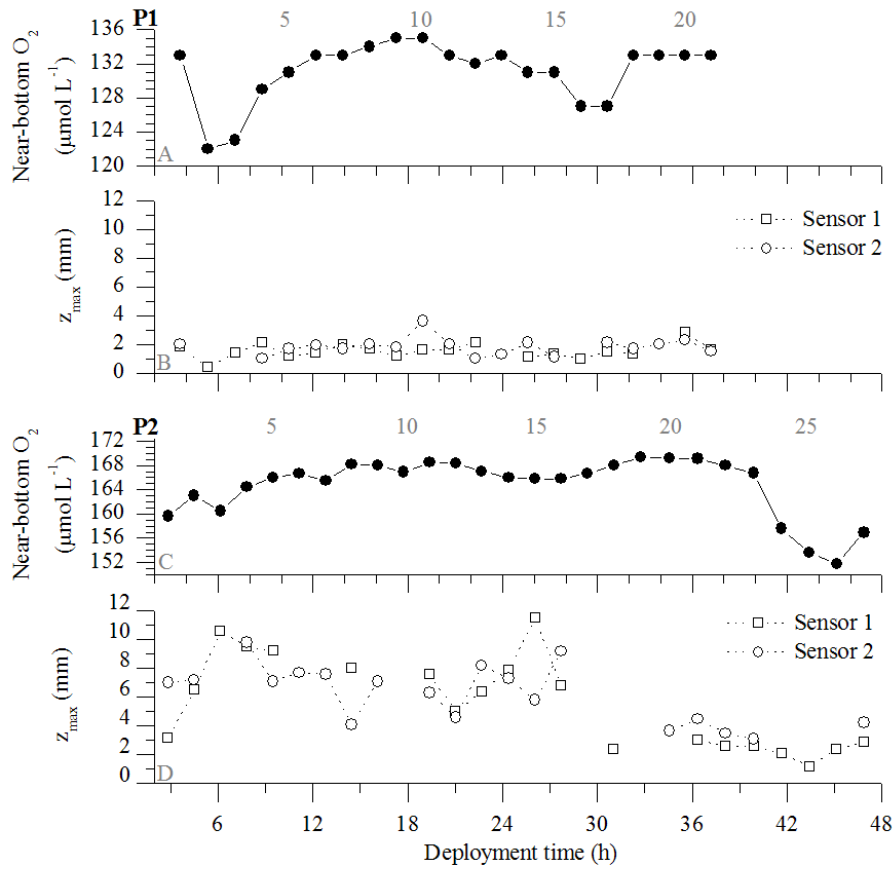 P1 5 10 15 20
Near-bottom O₂
(μmol L⁻¹)
136
132
128
124
120
A
z_max (mm)
12
10
8
6
4
2
0
Sensor 1
Sensor 2
B
P2 5 10 15 20 25
Near-bottom O₂
(μmol L⁻¹)
172
168
164
160
156
152
C
z_max (mm)
12
10
8
6
4
2
0
Sensor 1
Sensor 2
D
6 12 18 24 30 36 42 48
Deployment time (h)